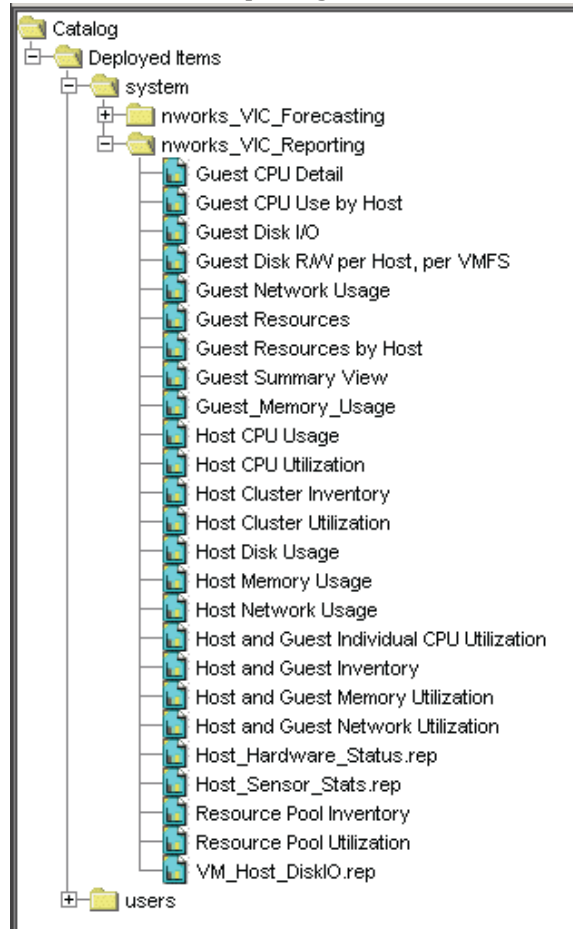 Catalog
Deployed Items
system
nworks_VIC_Forecasting
nworks_VIC_Reporting
Guest CPU Detail
Guest CPU Use by Host
Guest Disk I/O
Guest Disk R/W per Host, per VMFS
Guest Network Usage
Guest Resources
Guest Resources by Host
Guest Summary View
Guest_Memory_Usage
Host CPU Usage
Host CPU Utilization
Host Cluster Inventory
Host Cluster Utilization
Host Disk Usage
Host Memory Usage
Host Network Usage
Host and Guest Individual CPU Utilization
Host and Guest Inventory
Host and Guest Memory Utilization
Host and Guest Network Utilization
Host_Hardware_Status.rep
Host_Sensor_Stats.rep
Resource Pool Inventory
Resource Pool Utilization
VM_Host_DiskIO.rep
users